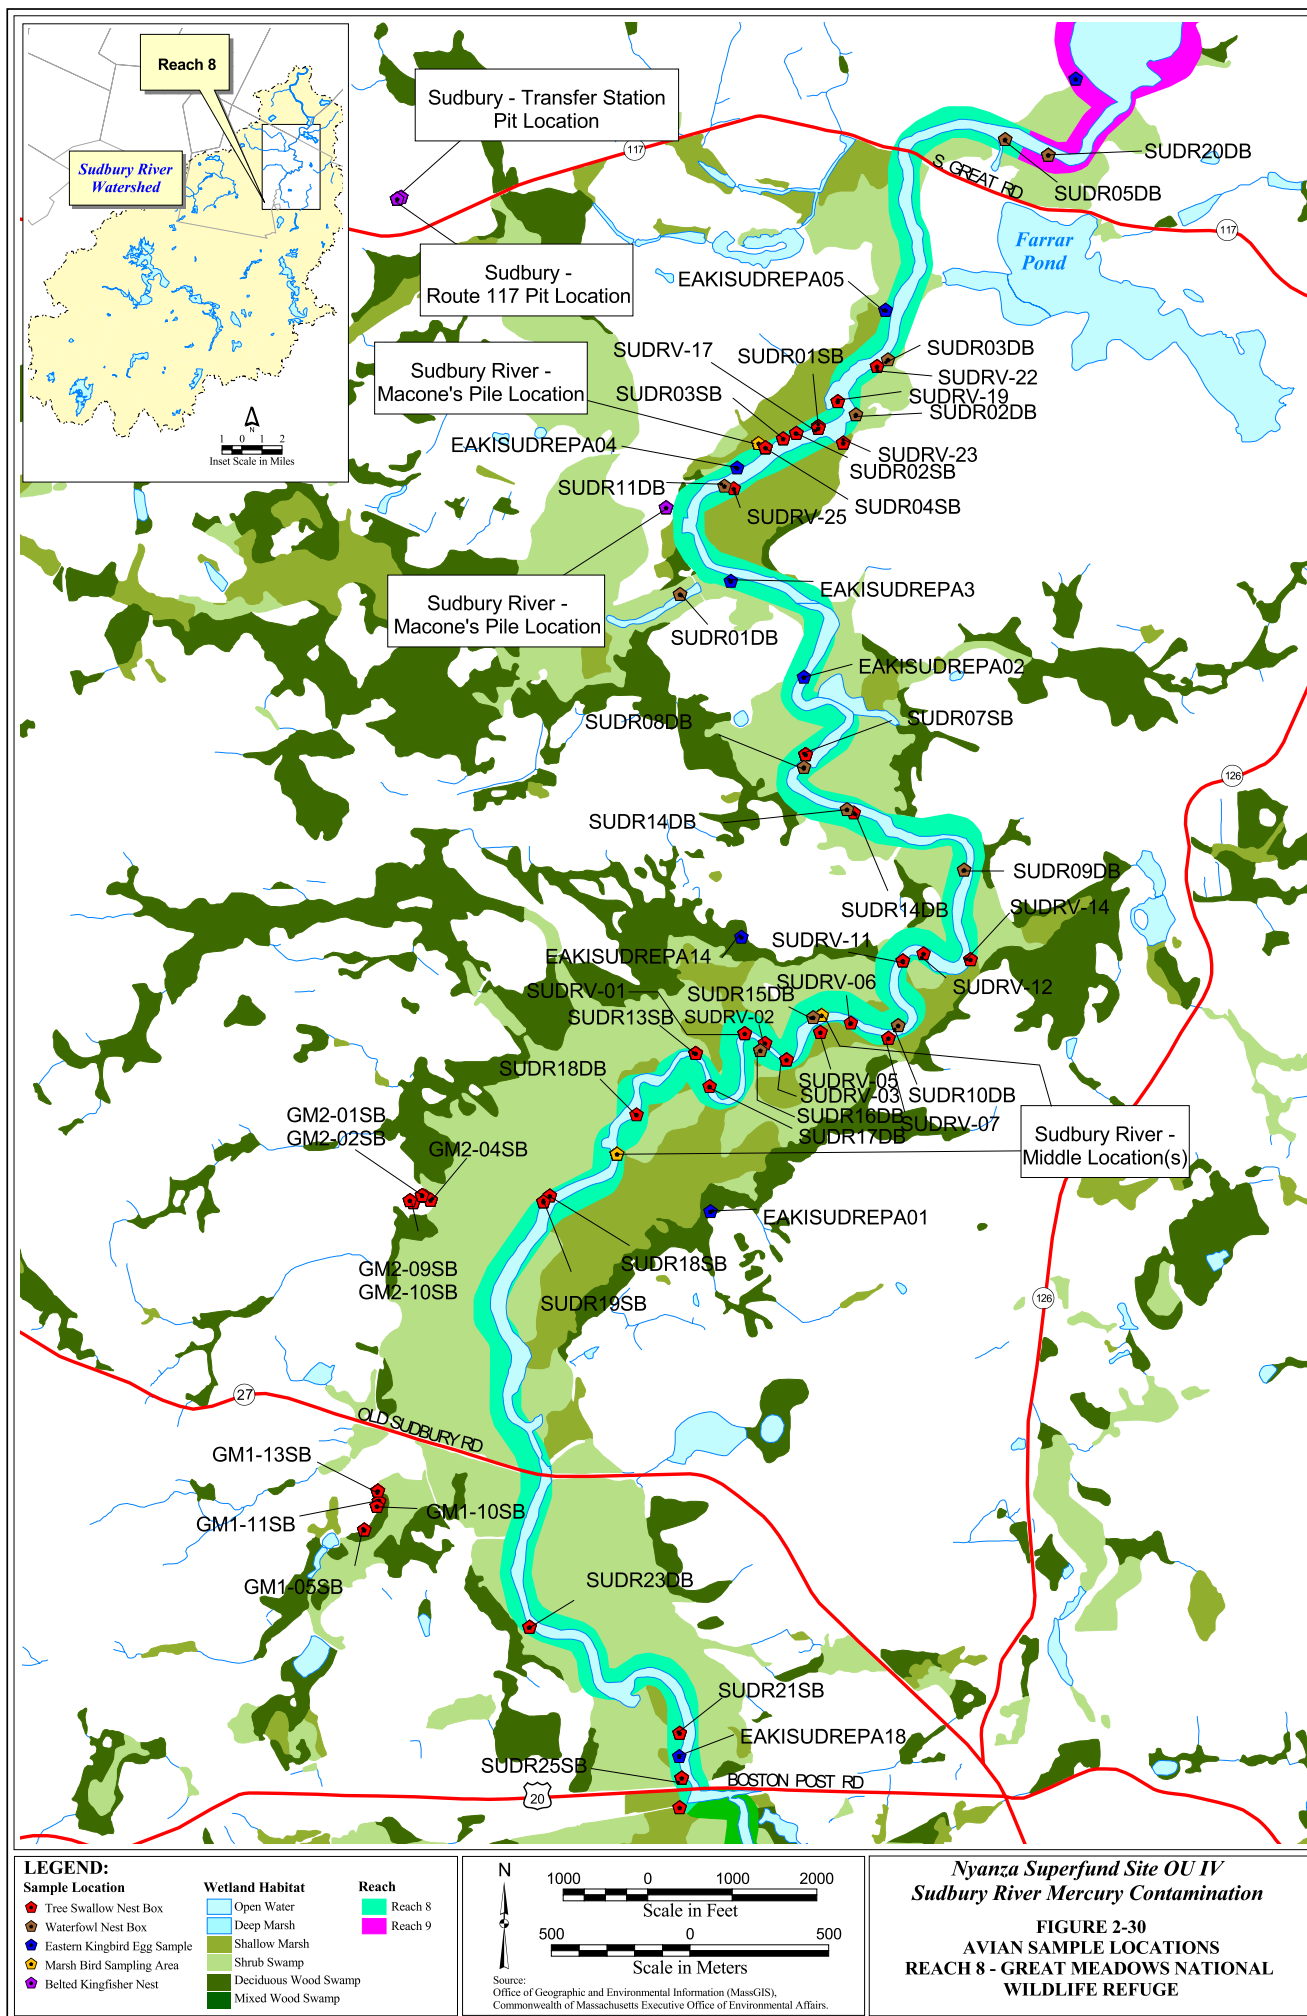 Reach 8
Sudbury River
Watershed
N
1 0 1 2
Inset Scale in Miles
Sudbury - Transfer Station
Pit Location
117
S. GREAT RD
SUDR20DB
SUDR05DB
117
Farrar
Pond
Sudbury -
Route 117 Pit Location
EAKISUDREPA05
SUDRV-17
SUDR01SB
SUDR03DB
SUDRV-22
Sudbury River -
Macone's Pile Location
SUDR03SB
SUDRV-19
SUDR02DB
EAKISUDREPA04
SUDRV-23
SUDR02SB
SUDR11DB
SUDR04SB
SUDRV-25
EAKISUDREPA3
Sudbury River -
Macone's Pile Location
SUDR01DB
EAKISUDREPA02
SUDR08DB
SUDR07SB
126
SUDR14DB
SUDR09DB
SUDR14DB
SUDRV-14
SUDRV-11
EAKISUDREPA14
SUDRV-06
SUDRV-12
SUDRV-01
SUDR15DB
SUDR13SB
SUDRV-02
SUDR18DB
SUDRV-05
SUDRV-03
SUDR10DB
SUDR16DB
SUDRV-07
SUDR17DB
GM2-01SB
GM2-02SB
GM2-04SB
Sudbury River -
Middle Location(s)
EAKISUDREPA01
SUDR18SB
GM2-09SB
GM2-10SB
SUDR19SB
126
27
OLD SUDBURY RD
GM1-13SB
GM1-10SB
GM1-11SB
GM1-05SB
SUDR23DB
SUDR21SB
EAKISUDREPA18
SUDR25SB
BOSTON POST RD
20
LEGEND:
Sample Location
Tree Swallow Nest Box
Waterfowl Nest Box
Eastern Kingbird Egg Sample
Marsh Bird Sampling Area
Belted Kingfisher Nest
Wetland Habitat
Open Water
Deep Marsh
Shallow Marsh
Shrub Swamp
Deciduous Wood Swamp
Mixed Wood Swamp
Reach
Reach 8
Reach 9
N
1000 0 1000 2000
Scale in Feet
500 0 500
Scale in Meters
Source:
Office of Geographic and Environmental Information (MassGIS),
Commonwealth of Massachusetts Executive Office of Environmental Affairs.
Nyanza Superfund Site OU IV
Sudbury River Mercury Contamination
FIGURE 2-30
AVIAN SAMPLE LOCATIONS
REACH 8 - GREAT MEADOWS NATIONAL
WILDLIFE REFUGE